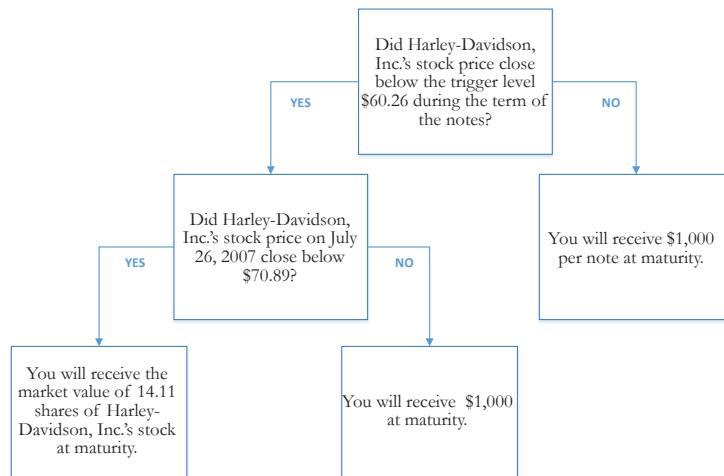 Did Harley-Davidson,
Inc.'s stock price close
below the trigger level
$60.26 during the term of
the notes?
YES
NO
Did Harley-Davidson,
Inc.'s stock price on July
26, 2007 close below
$70.89?
You will receive $1,000
per note at maturity.
YES
NO
You will receive the
market value of 14.11
shares of Harley-
Davidson, Inc.'s stock
at maturity.
You will receive $1,000
at maturity.